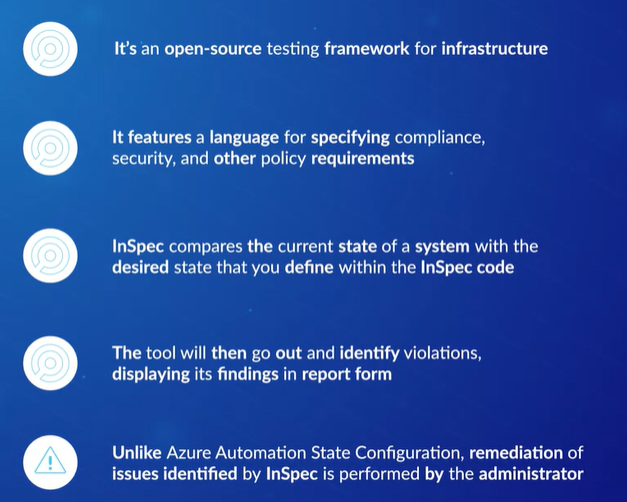 It's an open-source testing framework for infrastructure
It features a language for specifying compliance,
security, and other policy requirements
InSpec compares the current state of a system with the
desired state that you define within the InSpec code
The tool will then go out and identify violations,
displaying its findings in report form
Unlike Azure Automation State Configuration, remediation of
issues identified by InSpec is performed by the administrator